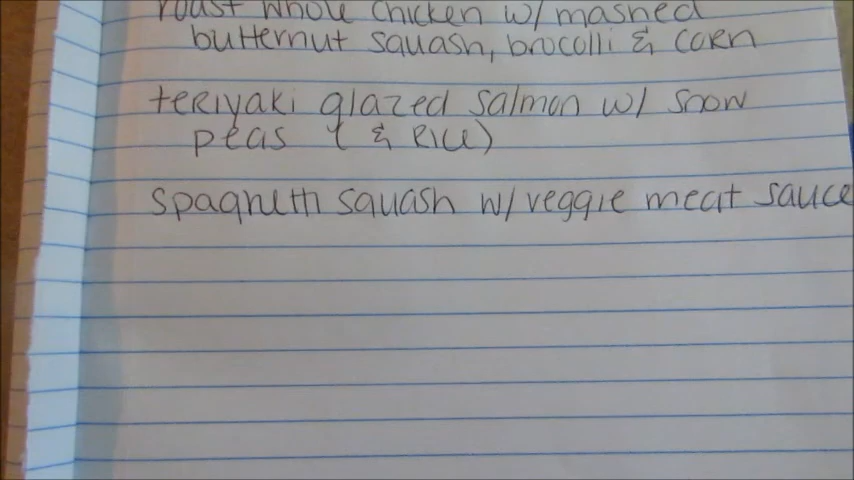 roast whole chicken w/ mashed
butternut squash, brocolli & corn
teriyaki glazed salmon w/ snow
peas ( & Rice)
spaghetti squash w/ veggie meat sauce